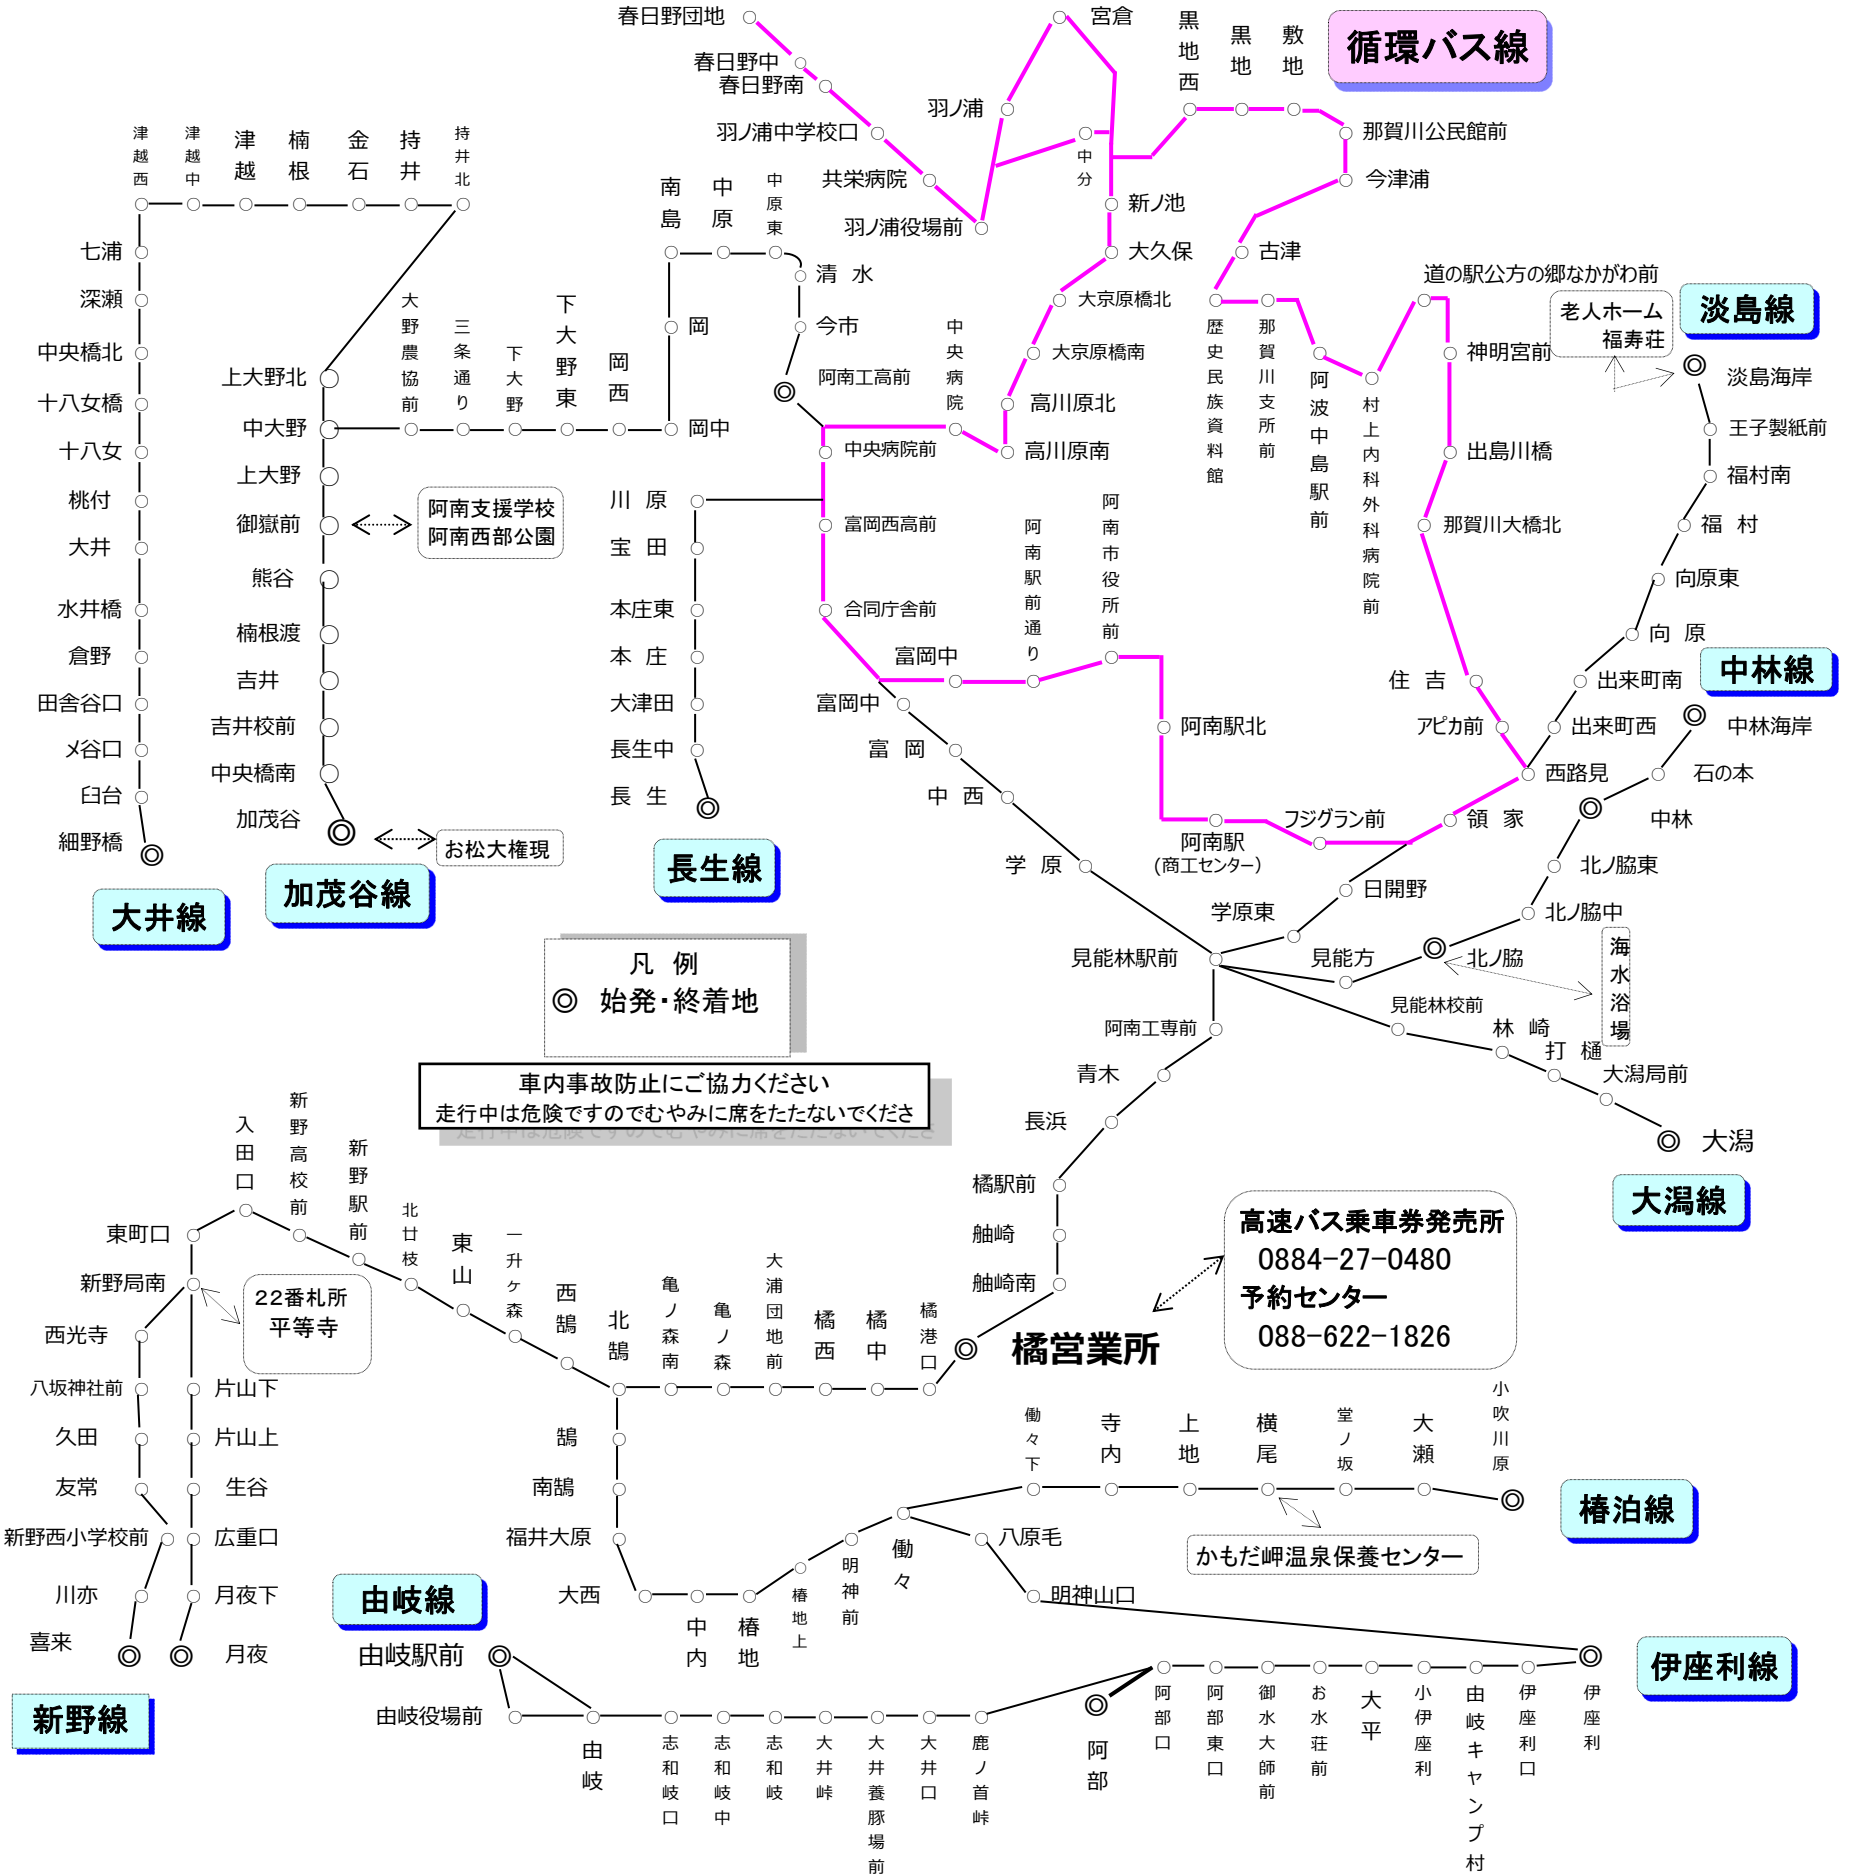 循環バス線
春日野団地
春日野中
春日野南
羽ノ浦中学校口
共栄病院
羽ノ浦役場前
羽ノ浦
宮倉
中分
新ノ池
大久保
大京原橋北
大京原橋南
高川原北
高川原南
中央病院
中央病院前
富岡西高前
合同庁舎前
富岡中
阿南駅前通り
阿南市役所前
阿南駅北
阿南駅
(商工センター)
フジグラン前
領家
西路見
アピカ前
住吉
那賀川大橋北
出島川橋
神明宮前
道の駅公方の郷なかがわ前
村上内科外科病院前
阿波中島駅前
那賀川支所前
歴史民族資料館
古津
今津浦
那賀川公民館前
敷地
黒地
黒地西
淡島線
老人ホーム
福寿荘
淡島海岸
王子製紙前
福村南
福村
向原東
向原
出来町南
出来町西
中林線
中林海岸
石の本
中林
北ノ脇東
北ノ脇中
北ノ脇
海水浴場
見能方
見能林駅前
学原東
日開野
学原
中西
富岡
富岡中
見能林校前
林崎
打樋
大潟局前
大潟
大潟線
阿南工専前
青木
長浜
橘駅前
舳崎
舳崎南
橘営業所
高速バス乗車券発売所
0884-27-0480
予約センター
088-622-1826
津越西
津越中
津越
楠根
金石
持井
持井北
七浦
深瀬
中央橋北
十八女橋
十八女
桃付
大井
水井橋
倉野
田舎谷口
メ谷口
臼台
細野橋
大井線
上大野北
中大野
上大野
御嶽前
熊谷
楠根渡
吉井
吉井校前
中央橋南
加茂谷
加茂谷線
阿南支援学校
阿南西部公園
お松大権現
大野農協前
三条通り
下大野
下大野東
岡西
岡中
岡
南島
中原
中原東
清水
今市
阿南工高前
川原
宝田
本庄東
本庄
大津田
長生中
長生
長生線
凡例
◎ 始発・終着地
車内事故防止にご協力ください
走行中は危険ですのでむやみに席をたたないでくださ
入田口
新野高校前
新野駅前
北廿枝
東山
一升ヶ森
西鵠
北鵠
亀ノ森南
亀ノ森
大浦団地前
橘西
橘中
橘港口
東町口
新野局南
22番札所
平等寺
西光寺
八坂神社前
久田
友常
新野西小学校前
川亦
喜来
片山下
片山上
生谷
広重口
月夜下
月夜
新野線
鵠
南鵠
福井大原
大西
中内
椿地
椿地上
明神前
働々
働々下
寺内
上地
横尾
堂ノ坂
大瀬
小吹川原
椿泊線
かもだ岬温泉保養センター
八原毛
明神山口
由岐線
由岐駅前
由岐役場前
由岐
志和岐口
志和岐中
志和岐
大井峠
大井養豚場前
大井口
鹿ノ首峠
阿部
阿部口
阿部東口
御水大師前
お水荘前
大平
小伊座利
由岐キャンプ村
伊座利口
伊座利
伊座利線